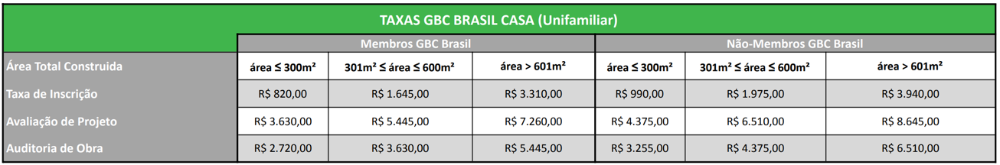 TAXAS GBC BRASIL CASA (Unifamiliar)
Membros GBC Brasil Não-Membros GBC Brasil
Área Total Construida área ≤ 300m² 301m² ≤ área ≤ 600m² área > 601m² área ≤ 300m² 301m² ≤ área ≤ 600m² área > 601m²
Taxa de Inscrição R$ 820,00 R$ 1.645,00 R$ 3.310,00 R$ 990,00 R$ 1.975,00 R$ 3.940,00
Avaliação de Projeto R$ 3.630,00 R$ 5.445,00 R$ 7.260,00 R$ 4.375,00 R$ 6.510,00 R$ 8.645,00
Auditoria de Obra R$ 2.720,00 R$ 3.630,00 R$ 5.445,00 R$ 3.255,00 R$ 4.375,00 R$ 6.510,00